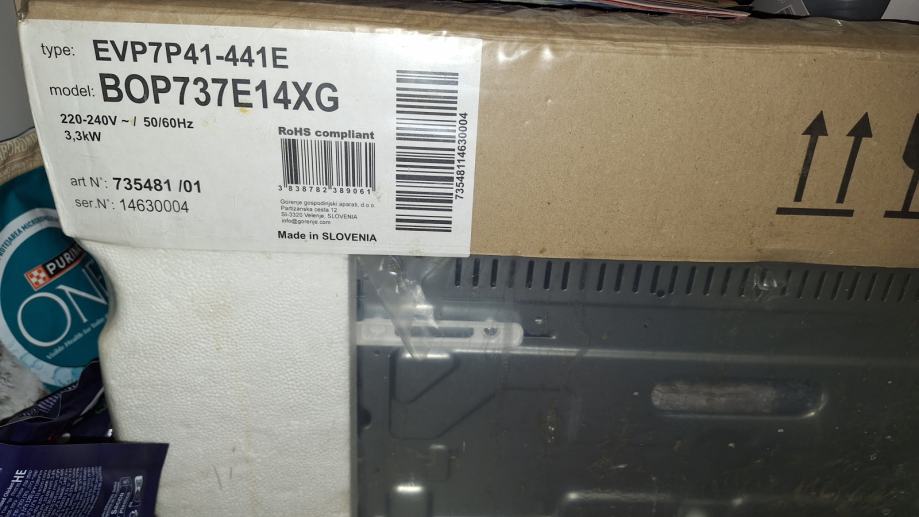 type: EVP7P41-441E
model: BOP737E14XG
220-240V ~ / 50/60Hz
3,3kW
RoHS compliant
3 838782 389061
73548114630004
art N°: 735481 /01
ser.N°: 14630004
Gorenje gospodinjski aparati, d.o.o.
Partizanska cesta 12
SI-3320 Velenje, SLOVENIA
info@gorenje.com
Made in SLOVENIA
PURINA
ONE